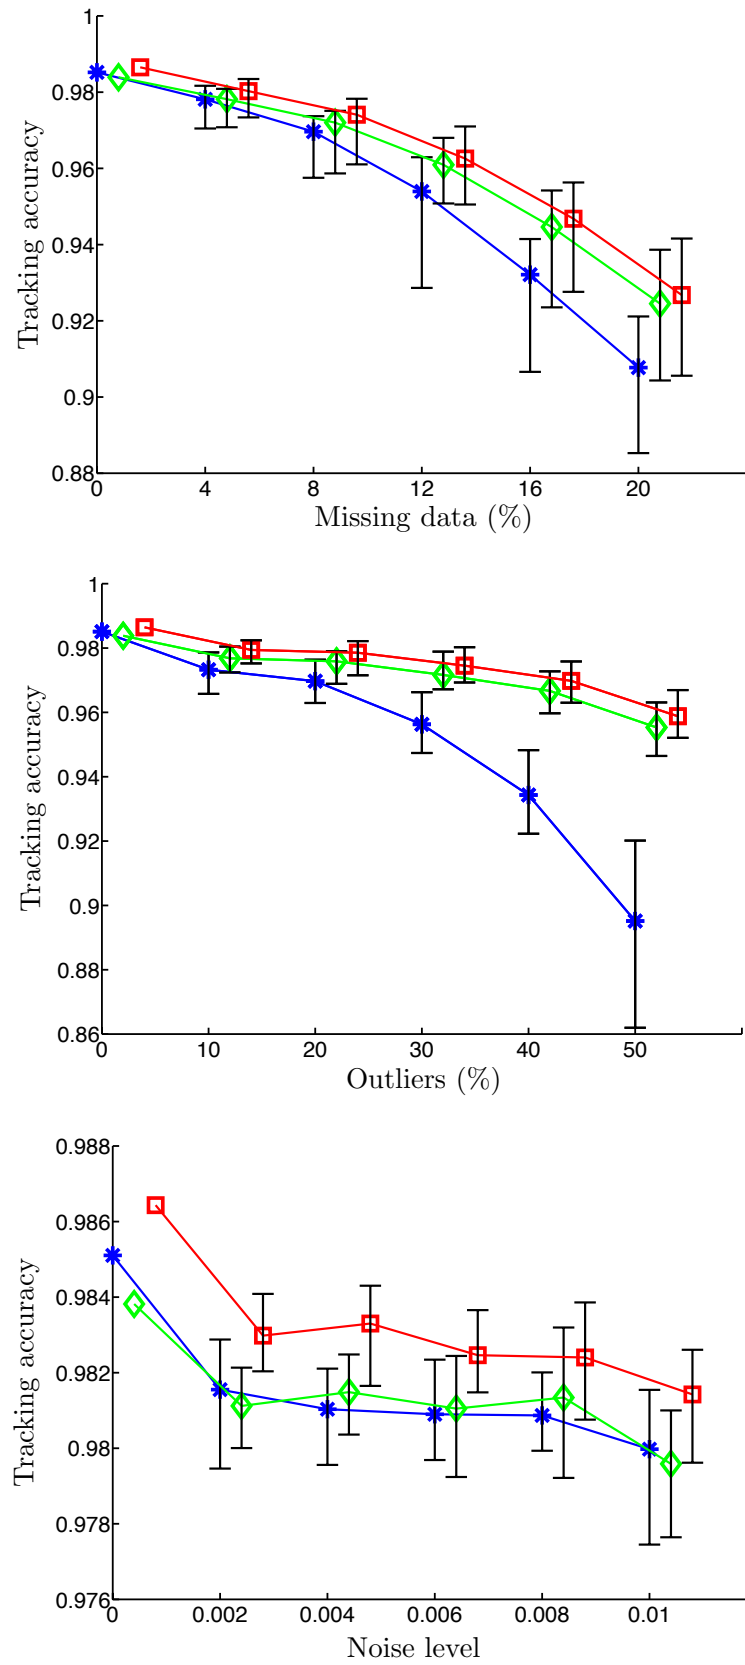 1
0.98
0.96
0.94
0.92
0.9
0.88
Tracking accuracy
0 4 8 12 16 20
Missing data (%)
1
0.98
0.96
0.94
0.92
0.9
0.88
0.86
Tracking accuracy
0 10 20 30 40 50
Outliers (%)
0.988
0.986
0.984
0.982
0.98
0.978
0.976
Tracking accuracy
0 0.002 0.004 0.006 0.008 0.01
Noise level